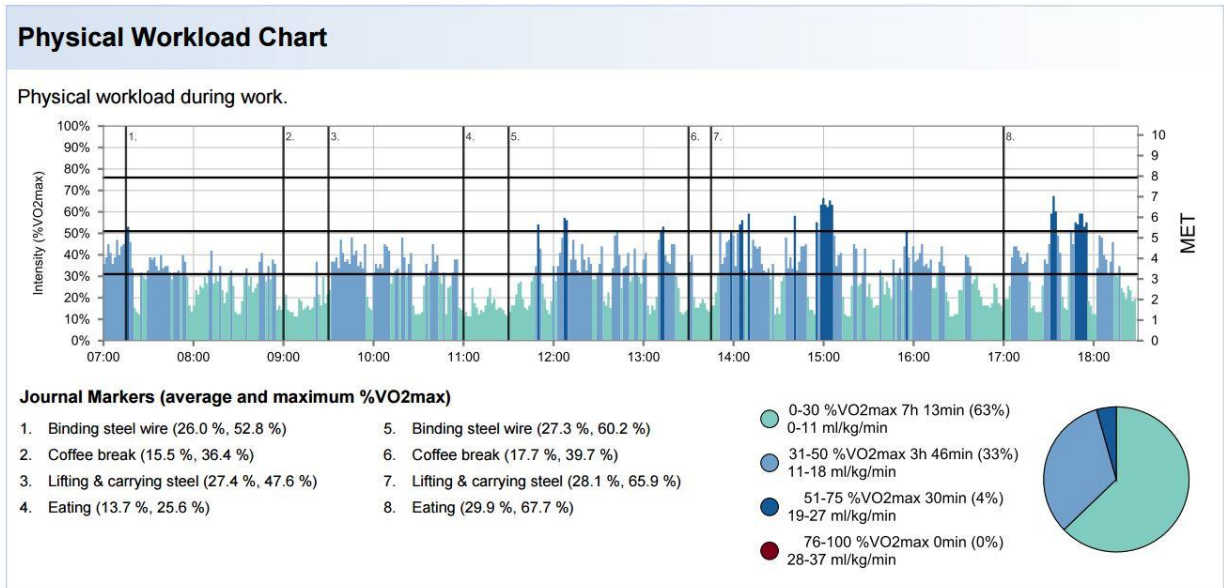 Physical Workload Chart
Physical workload during work.
100%
90%
80%
70%
60%
50%
40%
30%
20%
10%
0%
Intensity (%VO2max)
1.
2.
3.
4.
5.
6.
7.
8.
10
9
8
7
6
5
4
3
2
1
0
MET
07:00
08:00
09:00
10:00
11:00
12:00
13:00
14:00
15:00
16:00
17:00
18:00
Journal Markers (average and maximum %VO2max)
1. Binding steel wire (26.0 %, 52.8 %)
2. Coffee break (15.5 %, 36.4 %)
3. Lifting & carrying steel (27.4 %, 47.6 %)
4. Eating (13.7 %, 25.6 %)
5. Binding steel wire (27.3 %, 60.2 %)
6. Coffee break (17.7 %, 39.7 %)
7. Lifting & carrying steel (28.1 %, 65.9 %)
8. Eating (29.9 %, 67.7 %)
0-30 %VO2max 7h 13min (63%)
0-11 ml/kg/min
31-50 %VO2max 3h 46min (33%)
11-18 ml/kg/min
51-75 %VO2max 30min (4%)
19-27 ml/kg/min
76-100 %VO2max 0min (0%)
28-37 ml/kg/min